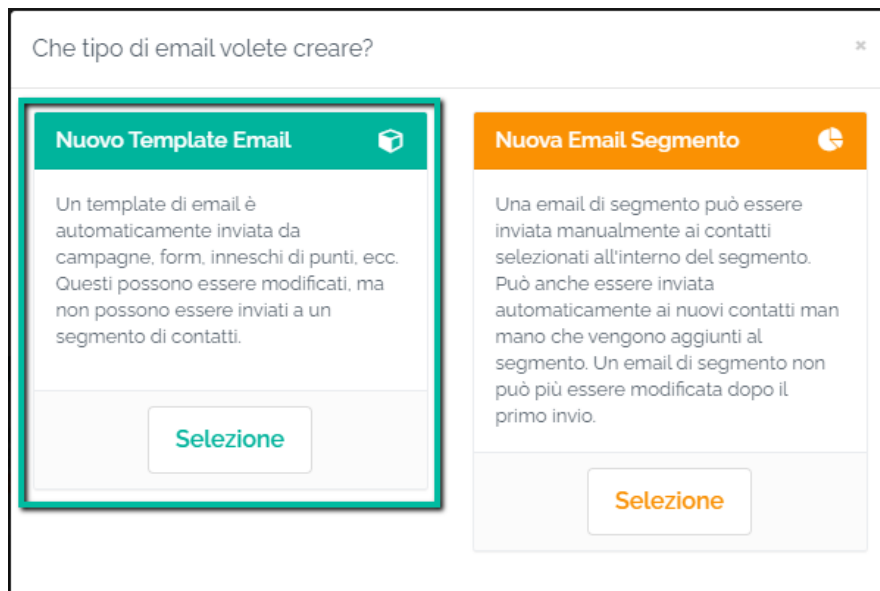 Che tipo di email volete creare?
×
Nuovo Template Email
Un template di email è
automaticamente inviata da
campagne, form, inneschi di punti, ecc.
Questi possono essere modificati, ma
non possono essere inviati a un
segmento di contatti.
Selezione
Nuova Email Segmento
Una email di segmento può essere
inviata manualmente ai contatti
selezionati all'interno del segmento.
Può anche essere inviata
automaticamente ai nuovi contatti man
mano che vengono aggiunti al
segmento. Un email di segmento non
può più essere modificata dopo il
primo invio.
Selezione